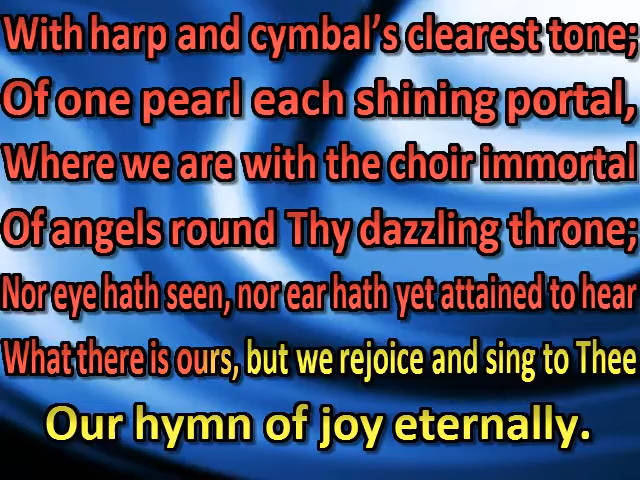 With harp and cymbal’s clearest tone;
Of one pearl each shining portal,
Where we are with the choir immortal
Of angels round Thy dazzling throne;
Nor eye hath seen, nor ear hath yet attained to hear
What there is ours, but we rejoice and sing to Thee
Our hymn of joy eternally.